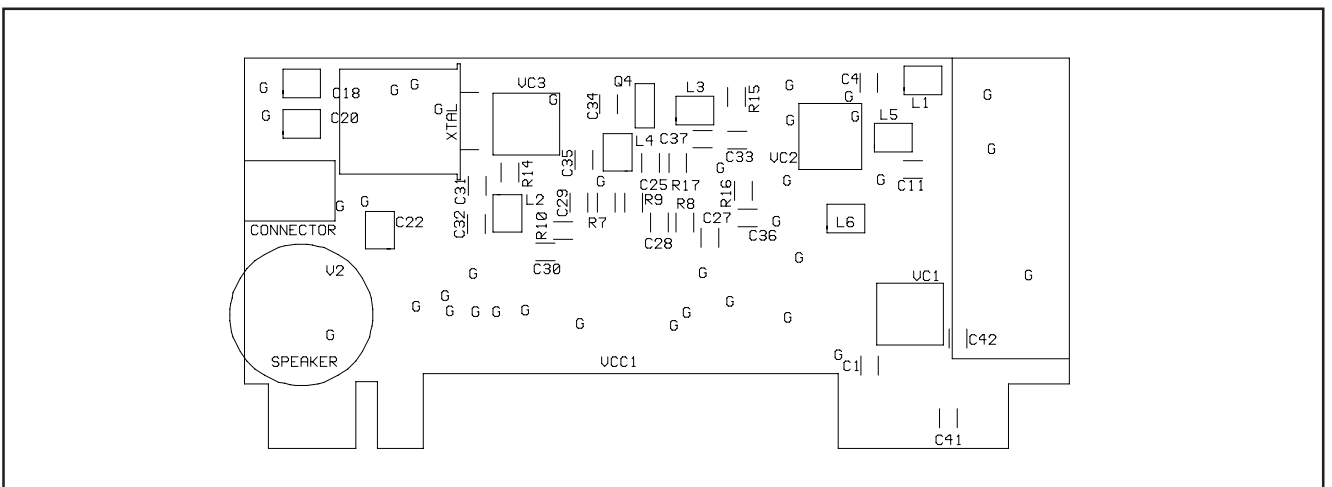 G
C18
G
C20
G
G
G
XTAL
VC3
G
C34
Q4
L3
R15
G
G
C4
G
G
L1
L5
G
C35
L4
C37
C33
VC2
G
C11
G
G
R14
C31
C32
L2
C29
R10
C30
G
R7
C25
R17
R9
R8
C28
C27
G
R16
C36
G
G
L6
G
G
G
C22
CONNECTOR
V2
G
SPEAKER
G
G
G
G
G
G
G
G
G
G
G
G
G
VCC1
VC1
G
C42
G
C1
C41